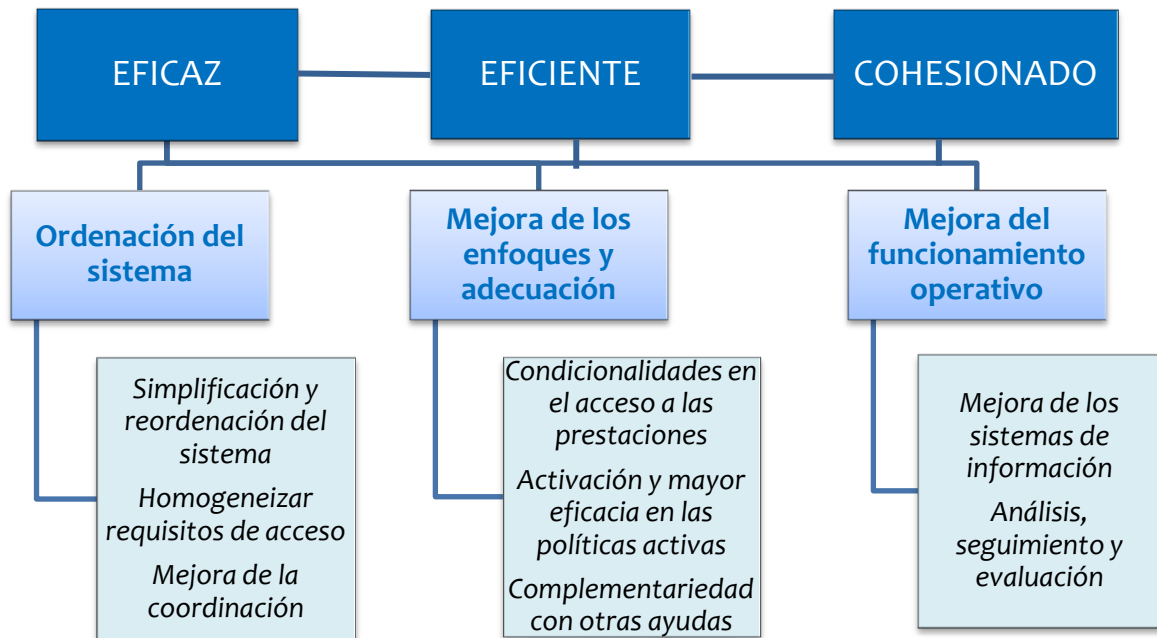 EFICAZ
EFICIENTE
COHESIONADO
Ordenación del
sistema
Mejora de los
enfoques y
adecuación
Mejora del
funcionamiento
operativo
Simplificación y
reordenación del
sistema
Homogeneizar
requisitos de acceso
Mejora de la
coordinación
Condicionalidades en
el acceso a las
prestaciones
Activación y mayor
eficacia en las
políticas activas
Complementariedad
con otras ayudas
Mejora de los
sistemas de
información
Análisis,
seguimiento y
evaluación